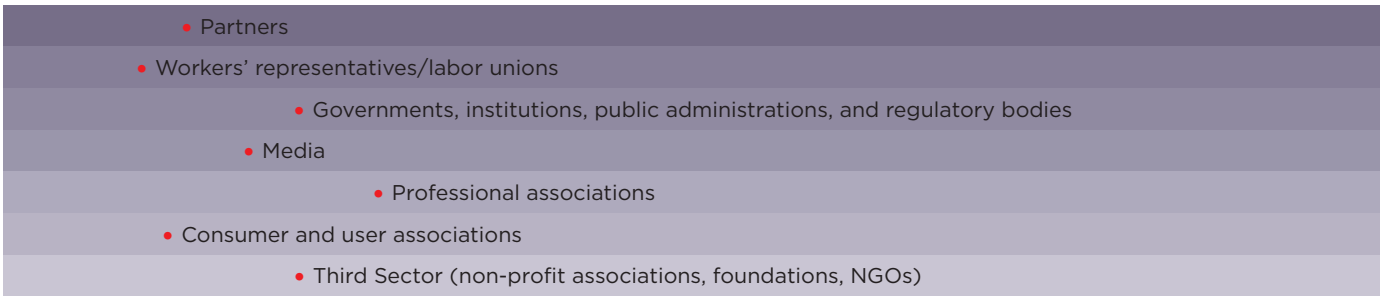 • Partners
• Workers’ representatives/labor unions
• Governments, institutions, public administrations, and regulatory bodies
• Media
• Professional associations
• Consumer and user associations
• Third Sector (non-profit associations, foundations, NGOs)